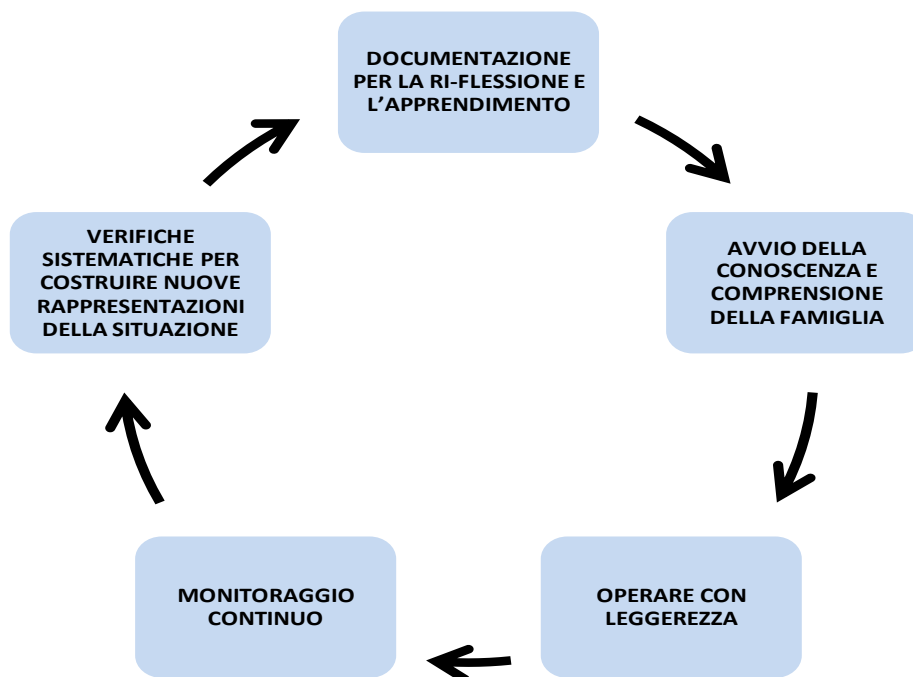 DOCUMENTAZIONE
PER LA RI-FLESSIONE E
L’APPRENDIMENTO
AVVIO DELLA
CONOSCENZA E
COMPRENSIONE
DELLA FAMIGLIA
OPERARE CON
LEGGEREZZA
MONITORAGGIO
CONTINUO
VERIFICHE
SISTEMATICHE PER
COSTRUIRE NUOVE
RAPPRESENTAZIONI
DELLA SITUAZIONE